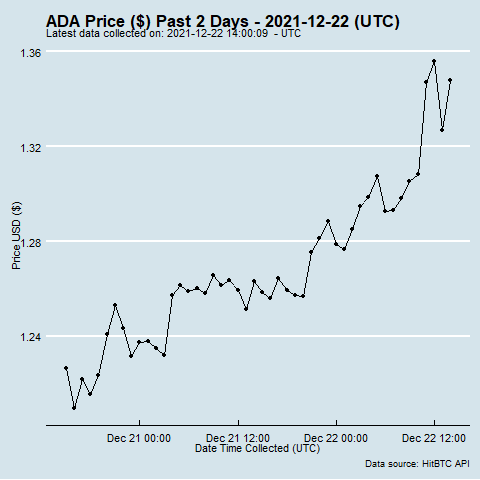 ADA Price ($) Past 2 Days - 2021-12-22 (UTC)
Latest data collected on: 2021-12-22 14:00:09  - UTC
1.36
1.32
1.28
1.24
Price USD ($)
Dec 21 00:00 Dec 21 12:00 Dec 22 00:00 Dec 22 12:00
Date Time Collected (UTC)
Data source: HitBTC API